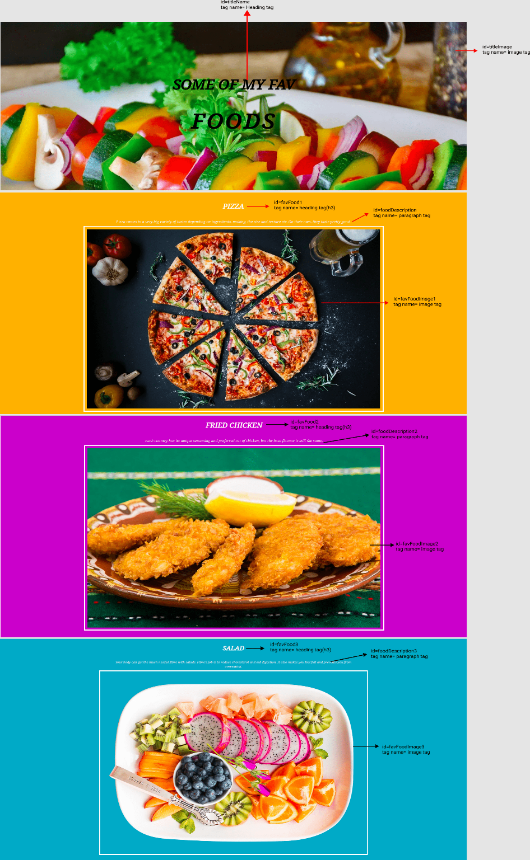 id=titleName
tag name= Heading tag
id=titleImage
tag name= image tag
SOME OF MY FAV
FOODS
PIZZA
id=favFood1
tag name= heading tag(h3)
id=foodDescription
tag name= paragraph tag
id=favFoodImage1
tag name= image tag
FRIED CHICKEN
id=favFood2
tag name= heading tag(h3)
id=foodDescription2
tag name= paragraph tag
id=favFoodImage2
tag name= image tag
SALAD
id=favFood3
tag name= heading tag(h3)
id=foodDescription3
tag name= paragraph tag
id=favFoodImage3
tag name= image tag